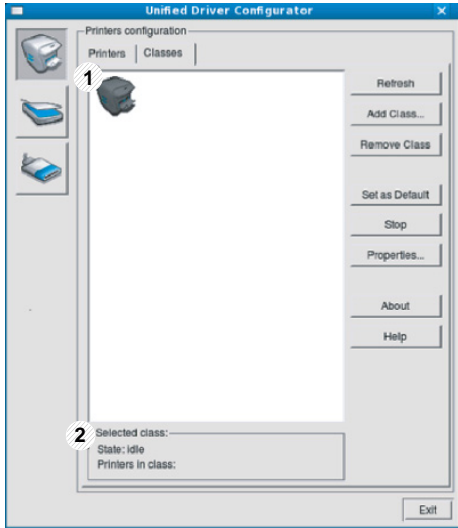 Unified Driver Configurator
Printers configuration
Printers Classes
1
Refresh
Add Class...
Remove Class
Set as Default
Stop
Properties...
About
Help
2
Selected class:
State: idle
Printers in class:
Exit